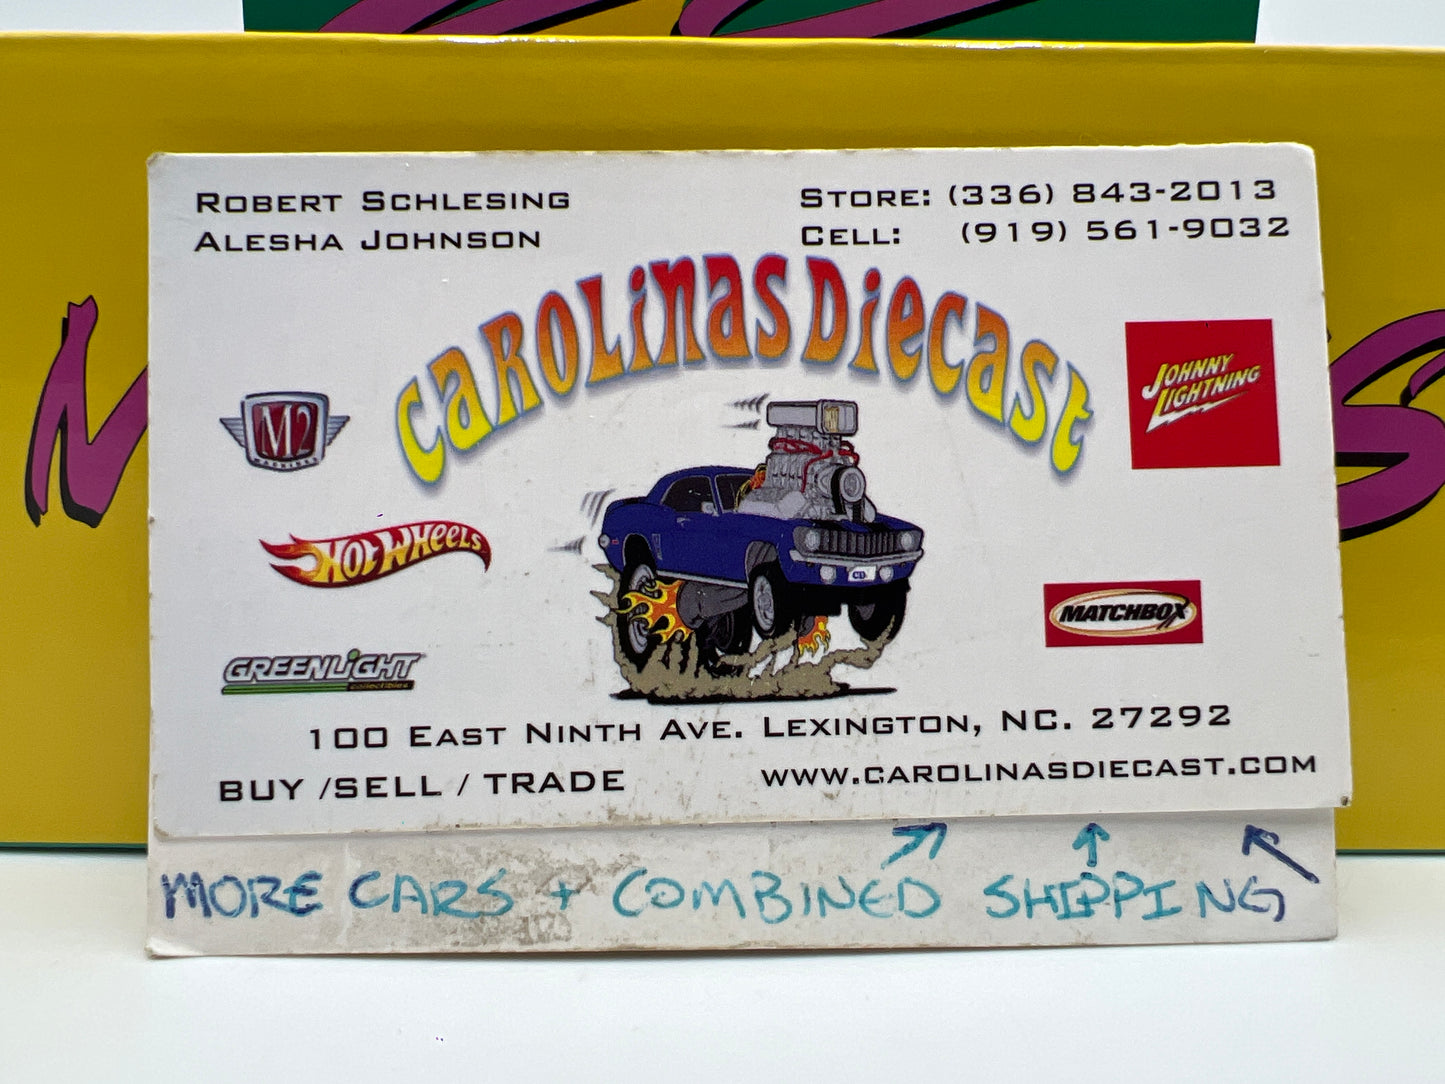 ROBERT SCHLESING
ALESHA JOHNSON
STORE: (336) 843-2013
CELL: (919) 561-9032
CAROLINAS DIECAST
M2
MACHINES
JOHNNY
LIGHTNING
HOT WHEELS
MATCHBOX
GREENLIGHT
collectibles
100 EAST NINTH AVE. LEXINGTON, NC. 27292
BUY /SELL / TRADE
WWW.CAROLINASDIECAST.COM
MORE CARS + COMBINED SHIPPING